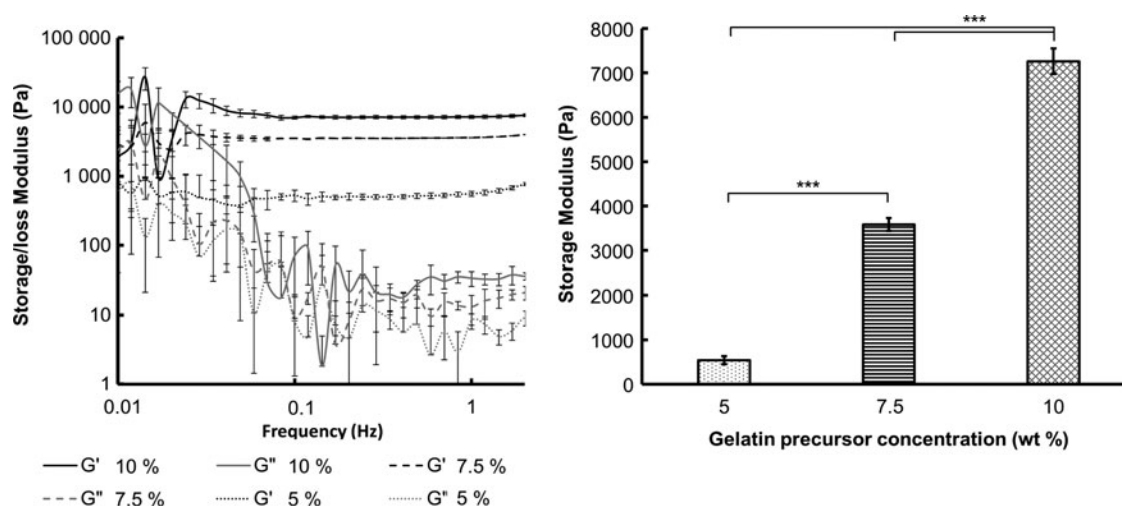 100 000
10 000
1 000
100
10
1
Storage/loss Modulus (Pa)
0.01 0.1 1
Frequency (Hz)
G' 10 % G" 10 % G' 7.5 %
G" 7.5 % G' 5 % G" 5 %
***
***
8000
7000
6000
5000
4000
3000
2000
1000
0
Storage Modulus (Pa)
5 7.5 10
Gelatin precursor concentration (wt %)